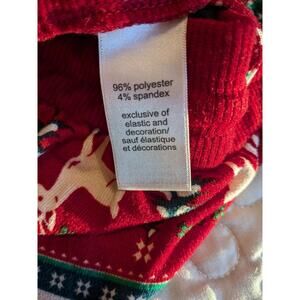 96% polyester
4% spandex
exclusive of
elastic and
decoration/
sauf élastique
et décorations